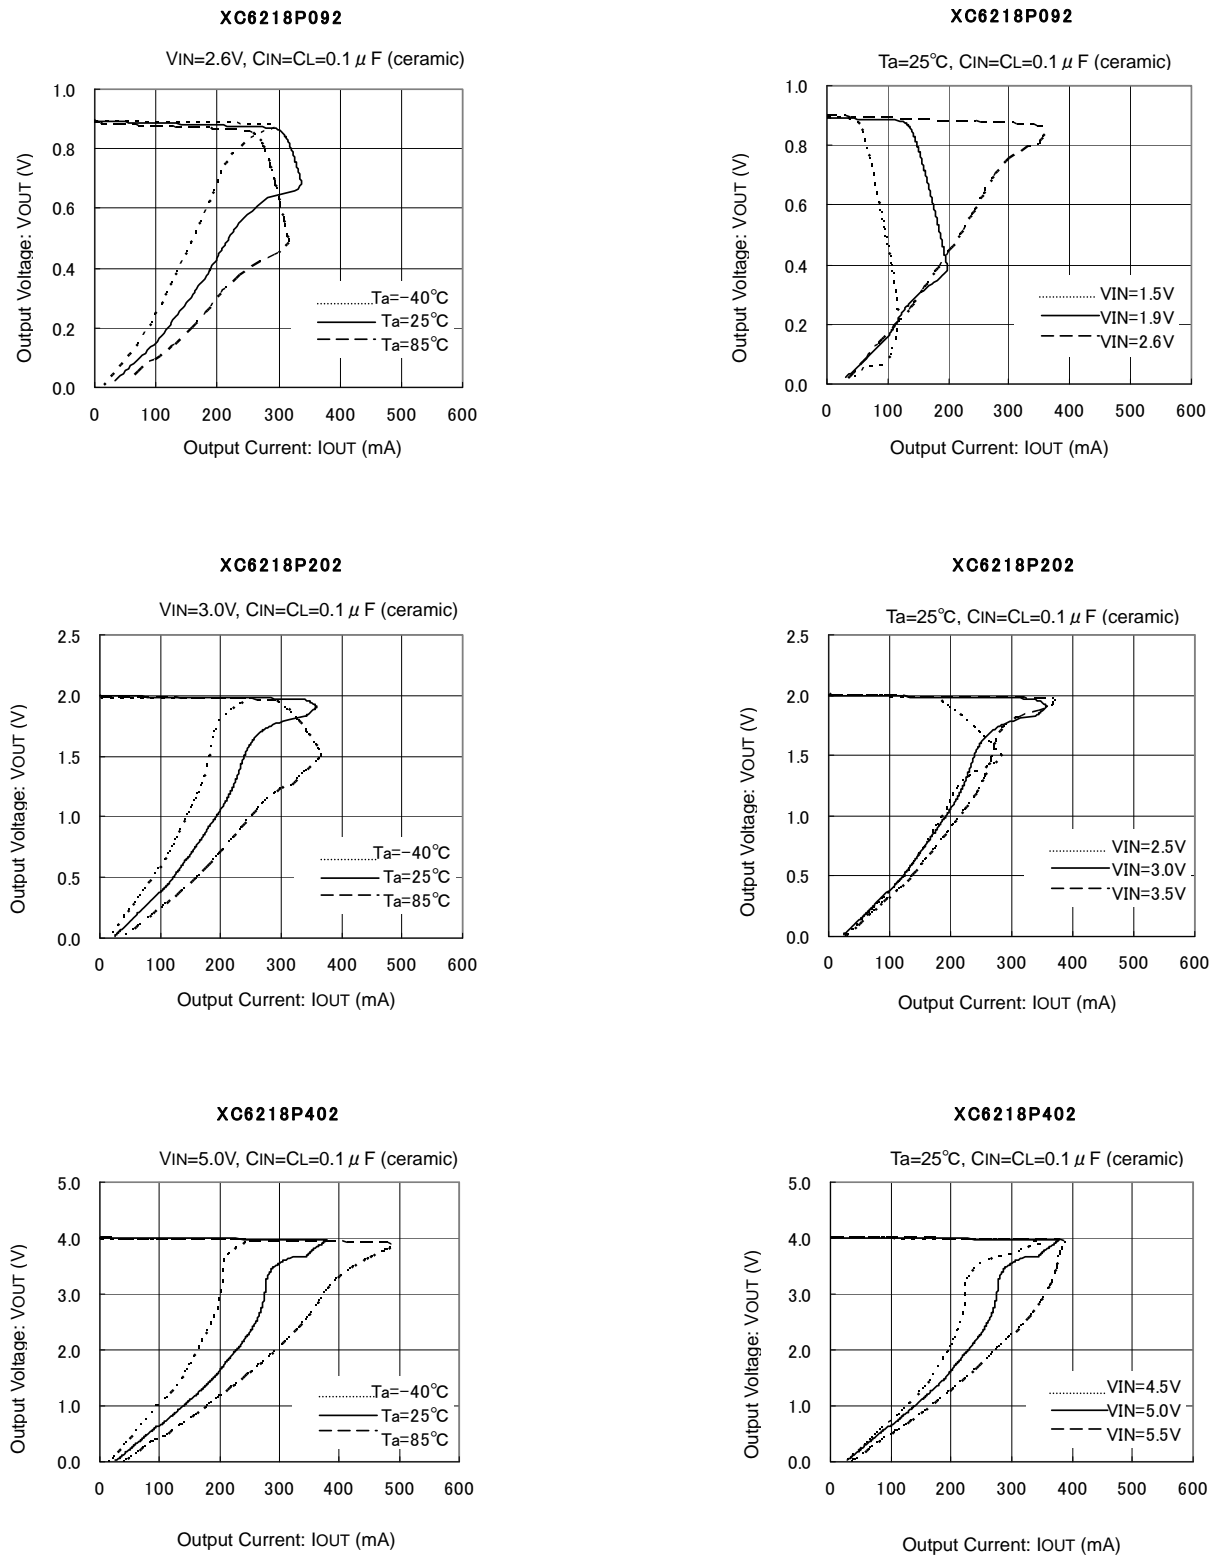 XC6218P092
VIN=2.6V, CIN=CL=0.1 μ F (ceramic)
Output Voltage: VOUT (V)
1.0
0.8
0.6
0.4
0.2
0.0
Ta=−40℃
Ta=25℃
Ta=85℃
0 100 200 300 400 500 600
Output Current: IOUT (mA)
XC6218P092
Ta=25℃, CIN=CL=0.1 μ F (ceramic)
Output Voltage: VOUT (V)
1.0
0.8
0.6
0.4
0.2
0.0
VIN=1.5V
VIN=1.9V
VIN=2.6V
0 100 200 300 400 500 600
Output Current: IOUT (mA)
XC6218P202
VIN=3.0V, CIN=CL=0.1 μ F (ceramic)
Output Voltage: VOUT (V)
2.5
2.0
1.5
1.0
0.5
0.0
Ta=−40℃
Ta=25℃
Ta=85℃
0 100 200 300 400 500 600
Output Current: IOUT (mA)
XC6218P202
Ta=25℃, CIN=CL=0.1 μ F (ceramic)
Output Voltage: VOUT (V)
2.5
2.0
1.5
1.0
0.5
0.0
VIN=2.5V
VIN=3.0V
VIN=3.5V
0 100 200 300 400 500 600
Output Current: IOUT (mA)
XC6218P402
VIN=5.0V, CIN=CL=0.1 μ F (ceramic)
Output Voltage: VOUT (V)
5.0
4.0
3.0
2.0
1.0
0.0
Ta=−40℃
Ta=25℃
Ta=85℃
0 100 200 300 400 500 600
Output Current: IOUT (mA)
XC6218P402
Ta=25℃, CIN=CL=0.1 μ F (ceramic)
Output Voltage: VOUT (V)
5.0
4.0
3.0
2.0
1.0
0.0
VIN=4.5V
VIN=5.0V
VIN=5.5V
0 100 200 300 400 500 600
Output Current: IOUT (mA)